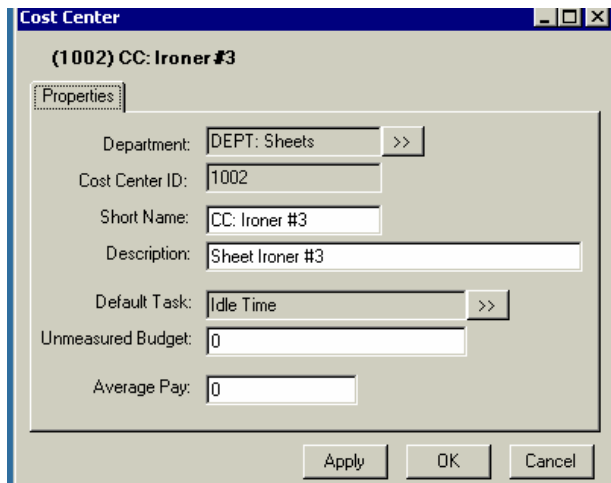 Cost Center
(1002) CC: Ironer #3
Properties
Department: DEPT: Sheets >>
Cost Center ID: 1002
Short Name: CC: Ironer #3
Description: Sheet Ironer #3
Default Task: Idle Time >>
Unmeasured Budget: 0
Average Pay: 0
Apply OK Cancel